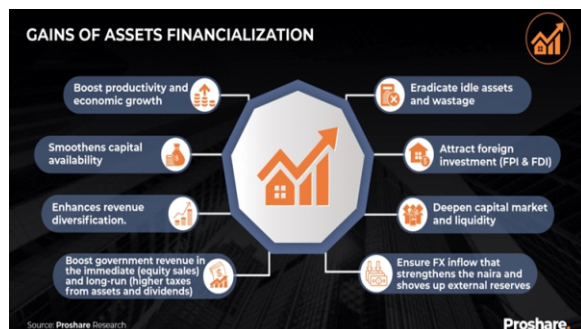 GAINS OF ASSETS FINANCIALIZATION
Boost productivity and
economic growth
Smoothens capital
availability
Enhances revenue
diversification.
Boost government revenue in
the immediate (equity sales)
and long-run (higher taxes
from assets and dividends)
Eradicate idle assets
and wastage
Attract foreign
investment (FPI & FDI)
Deepen capital market
and liquidity
Ensure FX inflow that
strengthens the naira and
shoves up external reserves
Source: Proshare Research
Proshare.